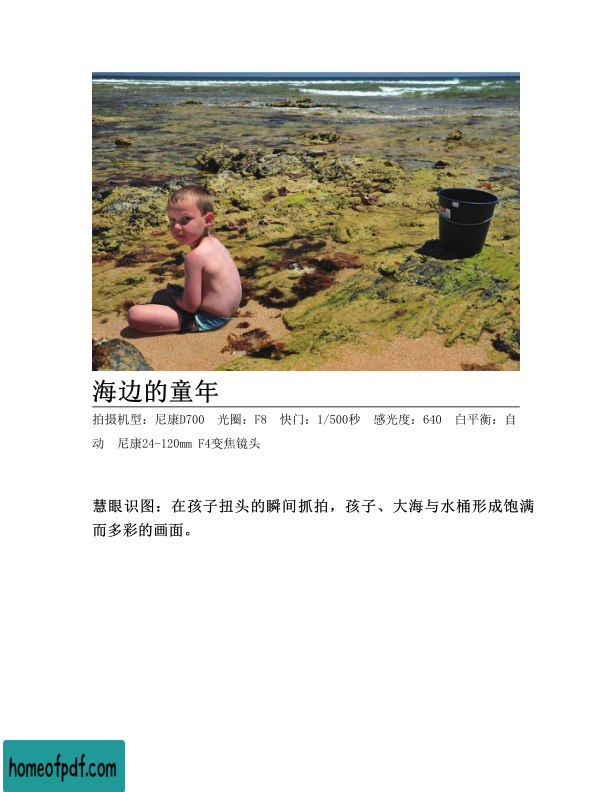 海边的童年
拍摄机型：尼康D700 光圈：F8 快门：1/500秒 感光度：640 白平衡：自
动 尼康24-120mm F4变焦镜头
慧眼识图：在孩子扭头的瞬间抓拍，孩子、大海与水桶形成饱满
而多彩的画面。
homeofpdf.com